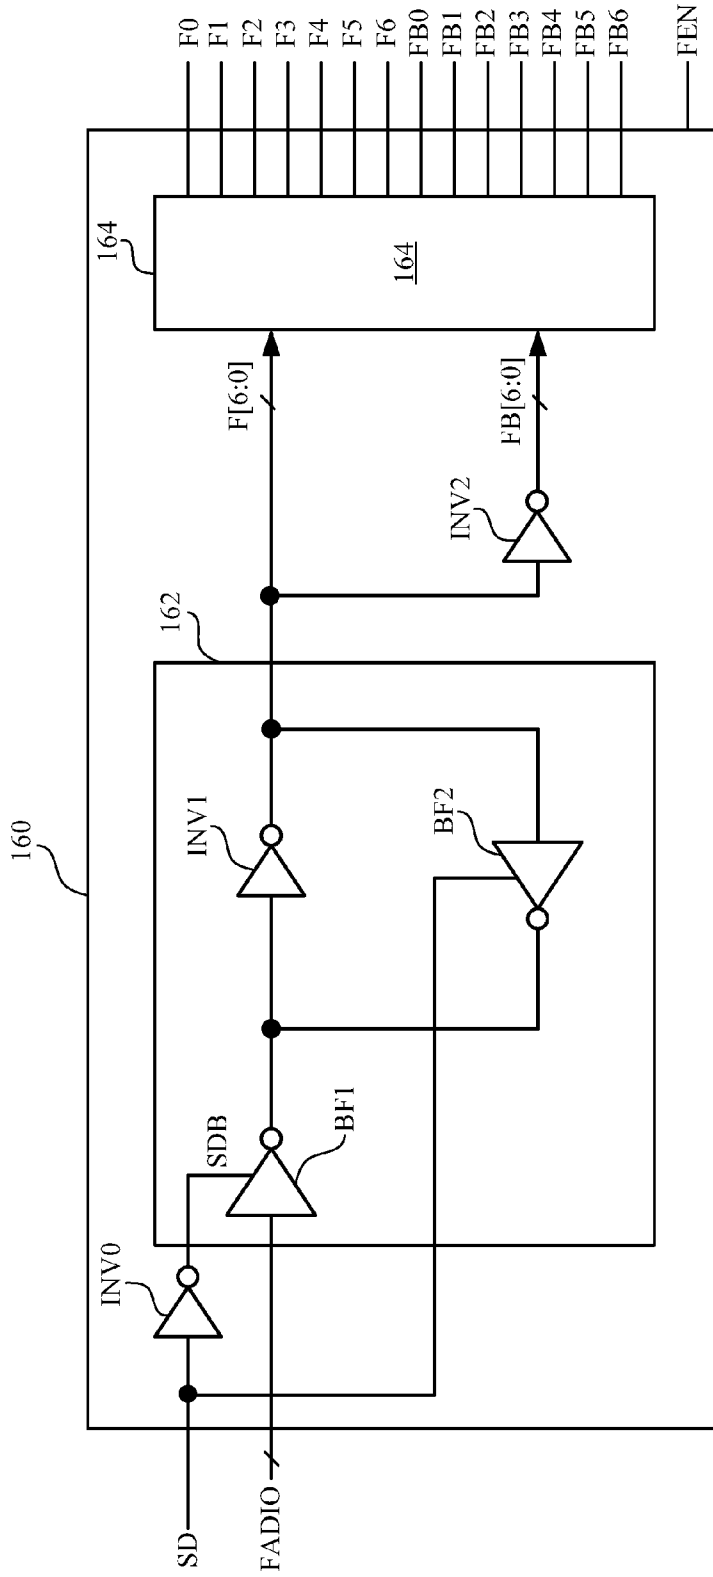 160
SD
FADIO
INV0
SDB
BF1
INV1
BF2
162
INV2
F[6:0]
FB[6:0]
164
164
F0
F1
F2
F3
F4
F5
F6
FB0
FB1
FB2
FB3
FB4
FB5
FB6
FEN